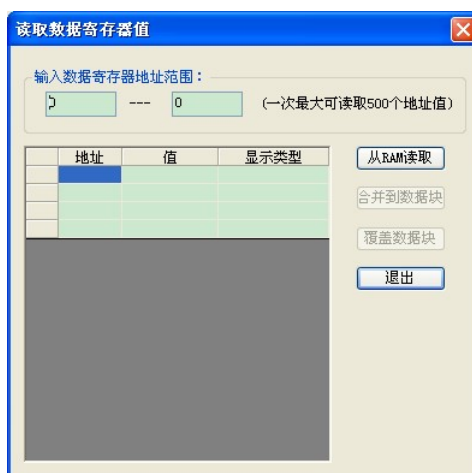 读取数据寄存器值
输入数据寄存器地址范围：
--- 0 (一次最大可读取500个地址值)
地址 值 显示类型
从RAM读取
合并到数据块
覆盖数据块
退出